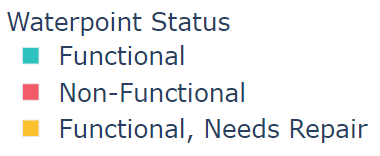 Waterpoint Status
Functional
Non-Functional
Functional, Needs Repair